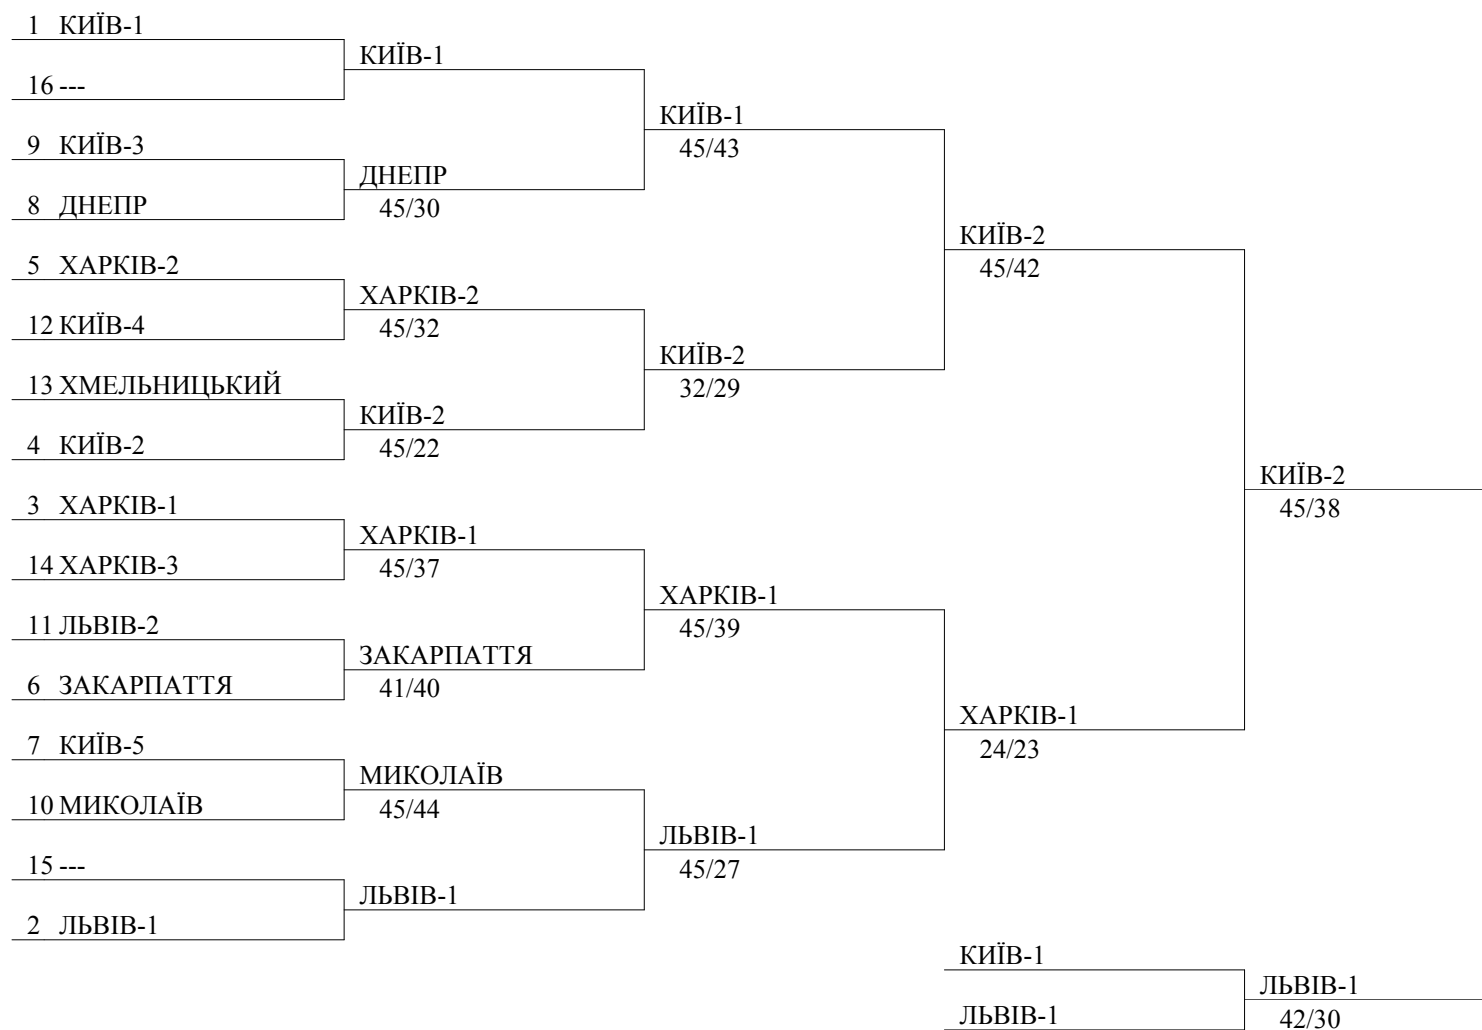 1 КИЇВ-1
КИЇВ-1
16 ---
КИЇВ-1
45/43
9 КИЇВ-3
ДНЕПР
45/30
8 ДНЕПР
КИЇВ-2
45/42
5 ХАРКІВ-2
ХАРКІВ-2
45/32
12 КИЇВ-4
КИЇВ-2
32/29
13 ХМЕЛЬНИЦЬКИЙ
КИЇВ-2
45/22
4 КИЇВ-2
КИЇВ-2
45/38
3 ХАРКІВ-1
ХАРКІВ-1
45/37
14 ХАРКІВ-3
ХАРКІВ-1
45/39
11 ЛЬВІВ-2
ЗАКАРПАТТЯ
41/40
6 ЗАКАРПАТТЯ
ХАРКІВ-1
24/23
7 КИЇВ-5
МИКОЛАЇВ
45/44
10 МИКОЛАЇВ
ЛЬВІВ-1
45/27
15 ---
ЛЬВІВ-1
2 ЛЬВІВ-1
КИЇВ-1
ЛЬВІВ-1
42/30
ЛЬВІВ-1